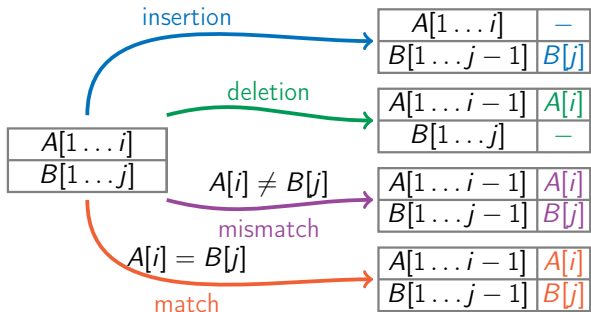 insertion
A[1 … i] −
B[1 … j − 1] B[j]
deletion
A[1 … i − 1] A[i]
B[1 … j] −
A[1 … i]
B[1 … j]
A[i] ≠ B[j]
mismatch
A[i − 1] A[i]
B[1 … j − 1] B[j]
A[i] = B[j]
match
A[1 … i − 1] A[i]
B[1 … j − 1] B[j]